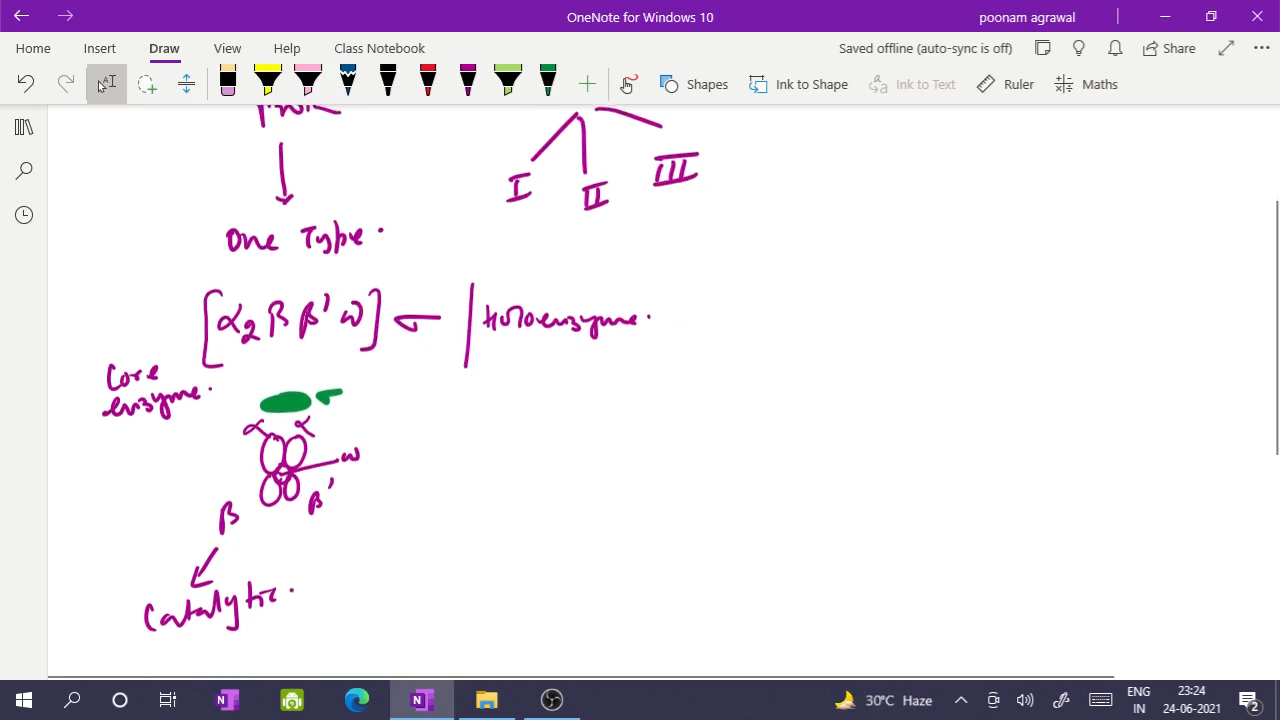 OneNote for Windows 10
poonam agrawal
Home Insert Draw View Help Class Notebook
Saved offline (auto-sync is off) Share
Shapes Ink to Shape Ink to Text Ruler Maths
I II III
One Type.
[α2 β β' ω] ← | Holoenzyme.
Core
enzyme.
α α
ω
β β'
Catalytic.
30°C Haze
ENG
IN
23:24
24-06-2021
2